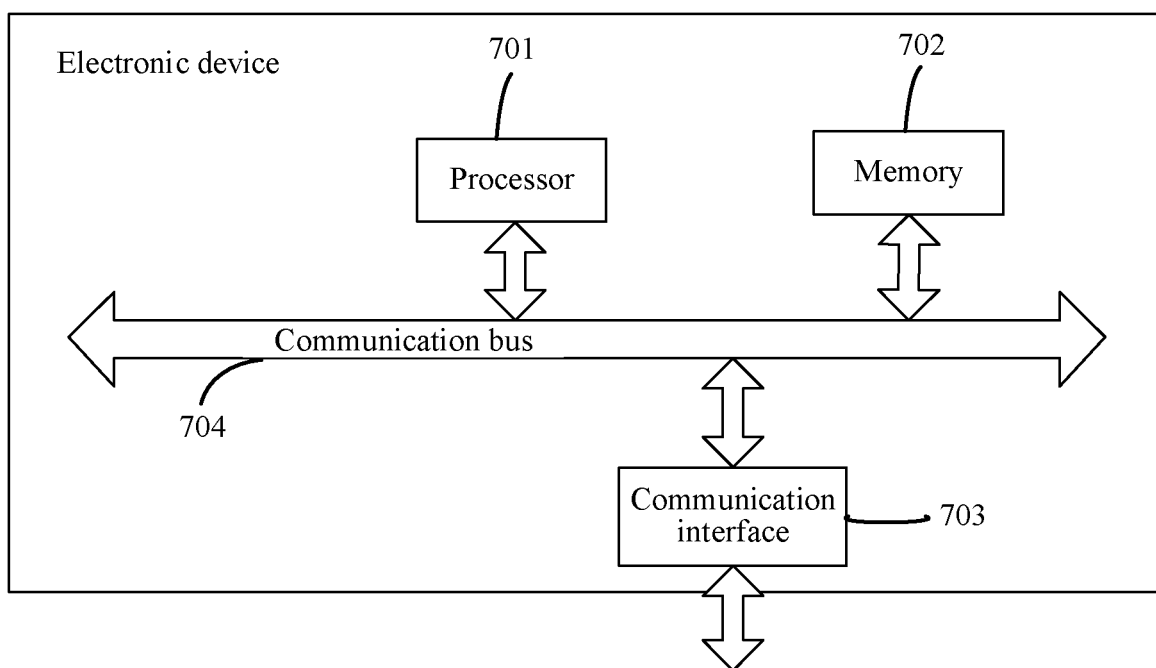 701
702
Electronic device
Processor
Memory
Communication bus
704
Communication
interface
703